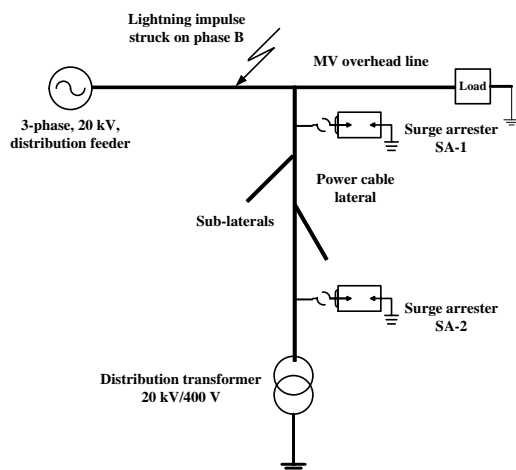 Lightning impulse
struck on phase B
MV overhead line
Load
3-phase, 20 kV,
distribution feeder
Surge arrester
SA-1
Power cable
lateral
Sub-laterals
Surge arrester
SA-2
Distribution transformer
20 kV/400 V